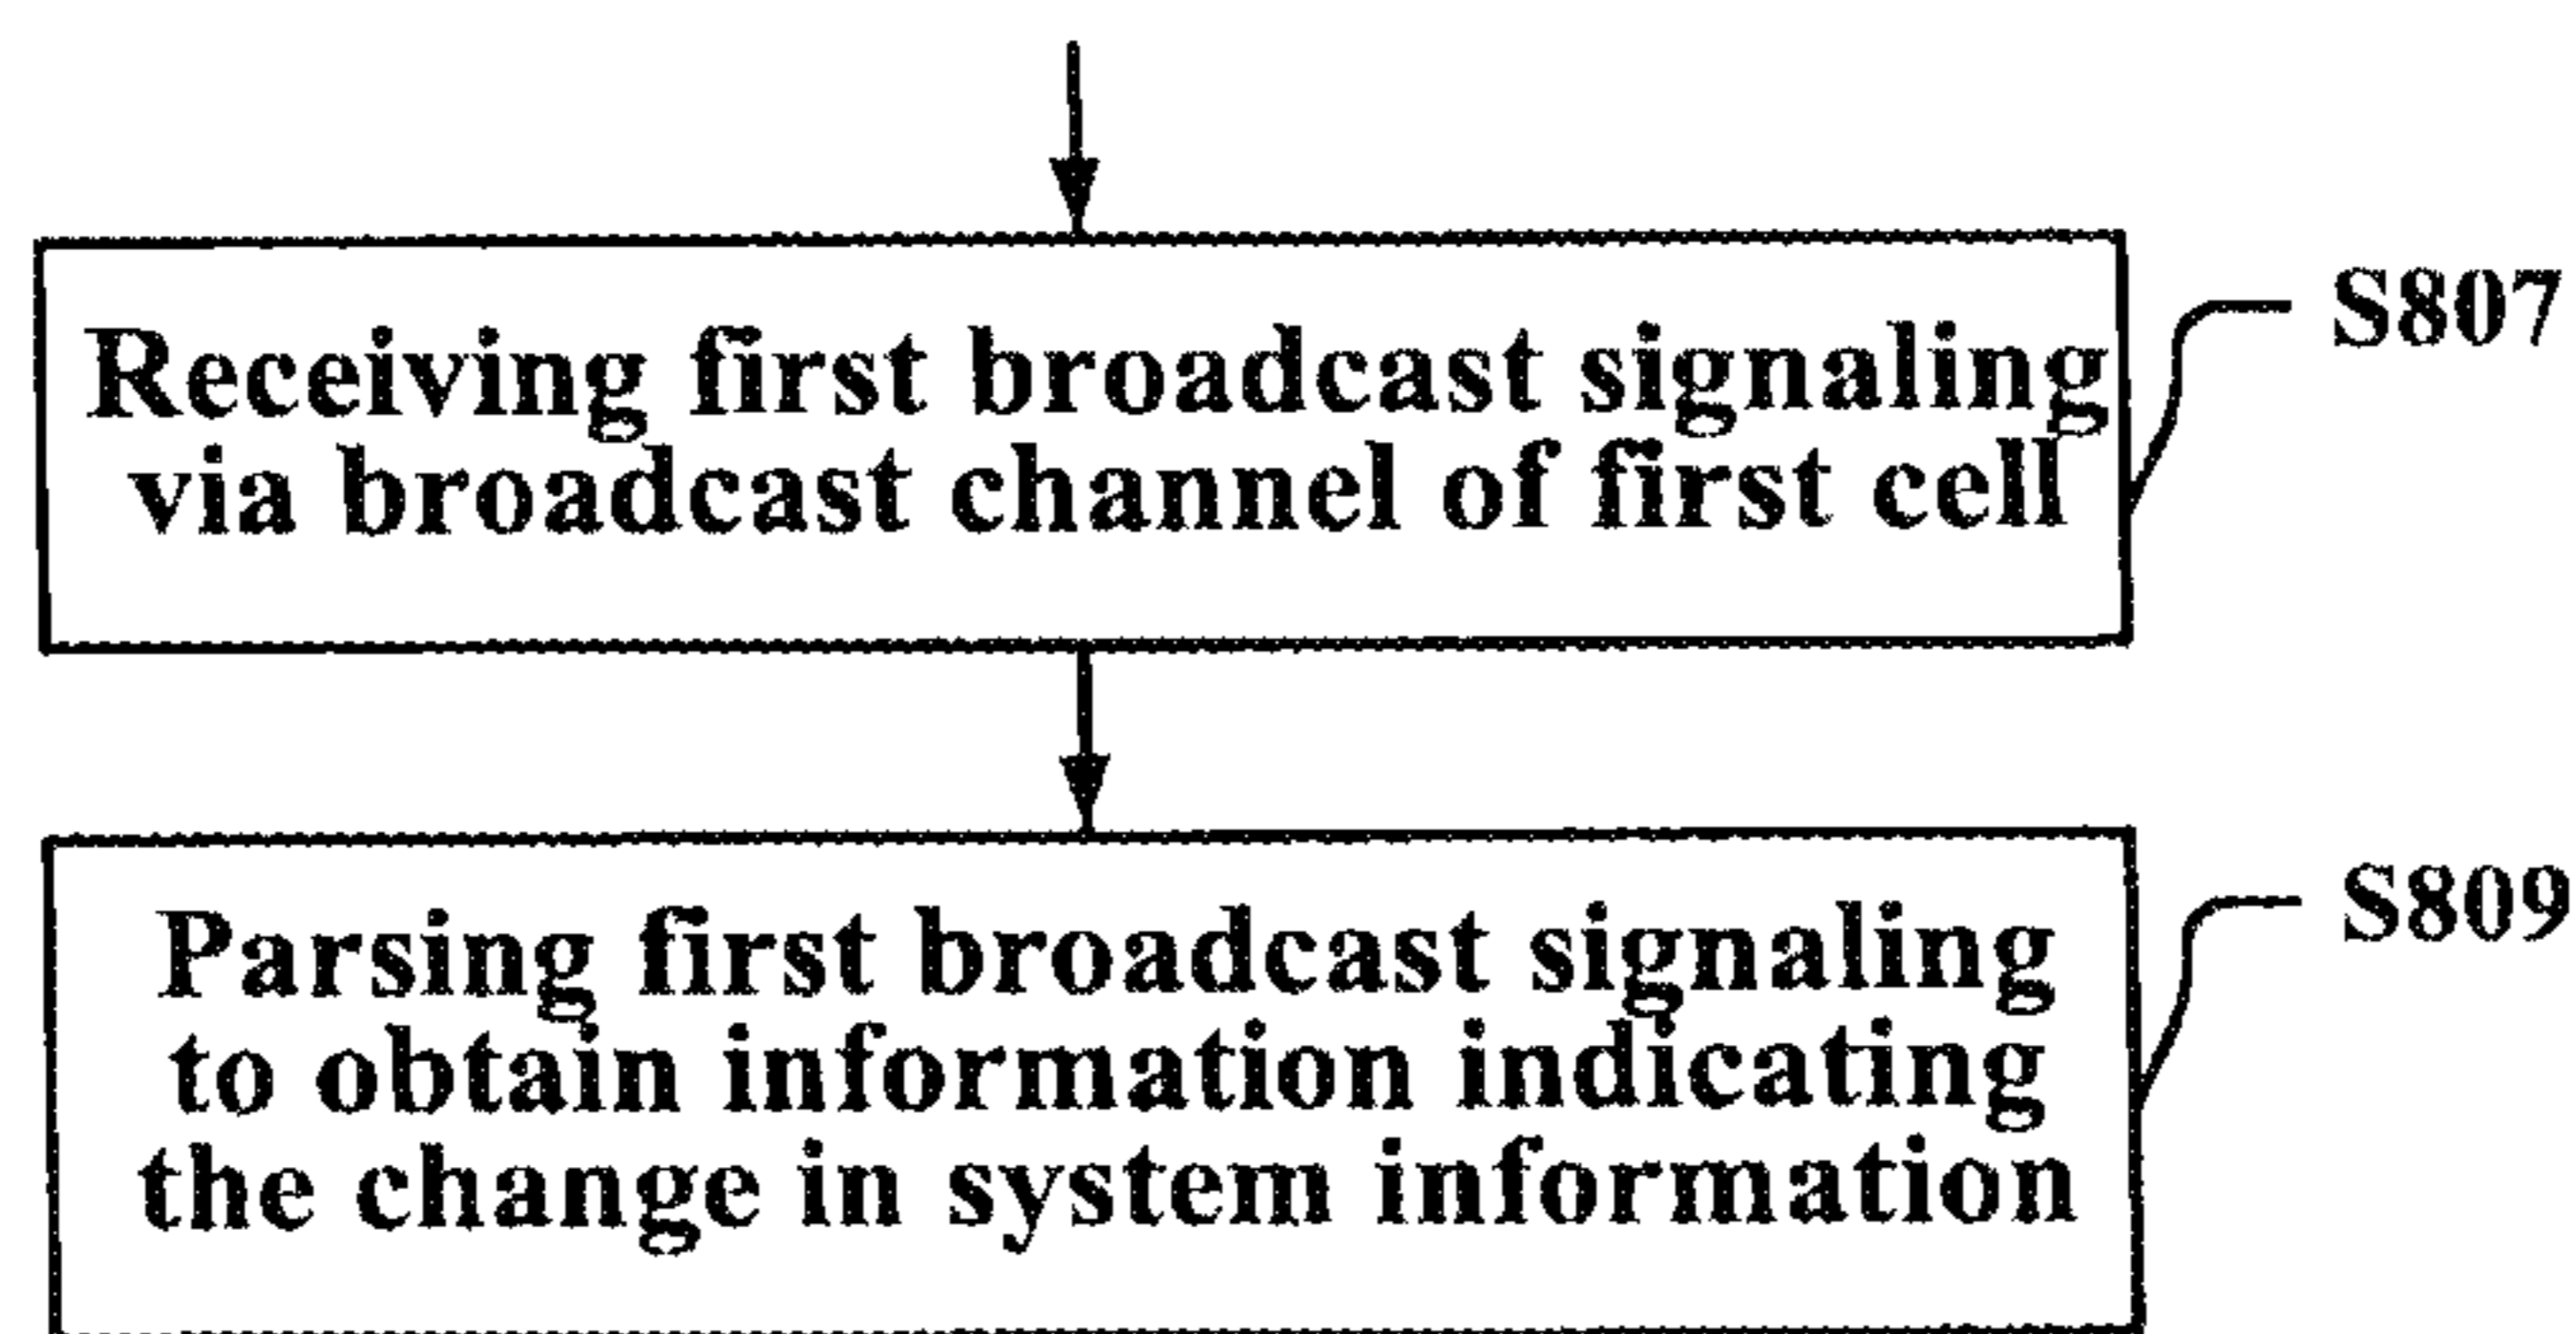 Receiving first broadcast signaling
via broadcast channel of first cell
S807
Parsing first broadcast signaling
to obtain information indicating
the change in system information
S809